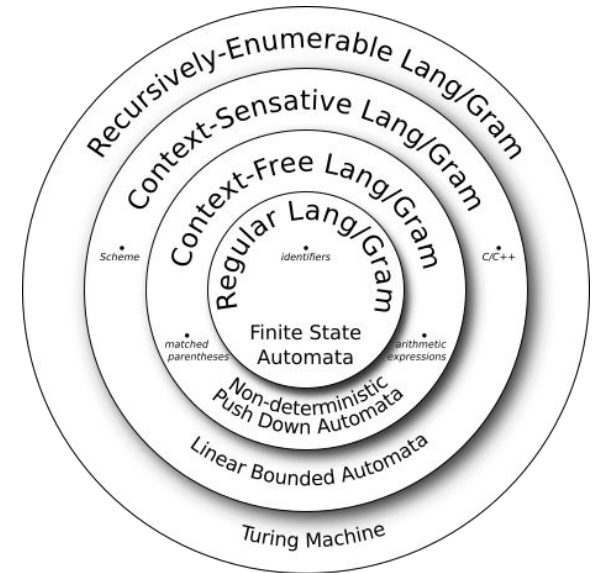 Recursively-Enumerable Lang/Gram
Context-Sensative Lang/Gram
Context-Free Lang/Gram
Regular Lang/Gram
Scheme
identifiers
C/C++
matched
parentheses
arithmetic
expressions
Finite State
Automata
Non-deterministic
Push Down Automata
Linear Bounded Automata
Turing Machine